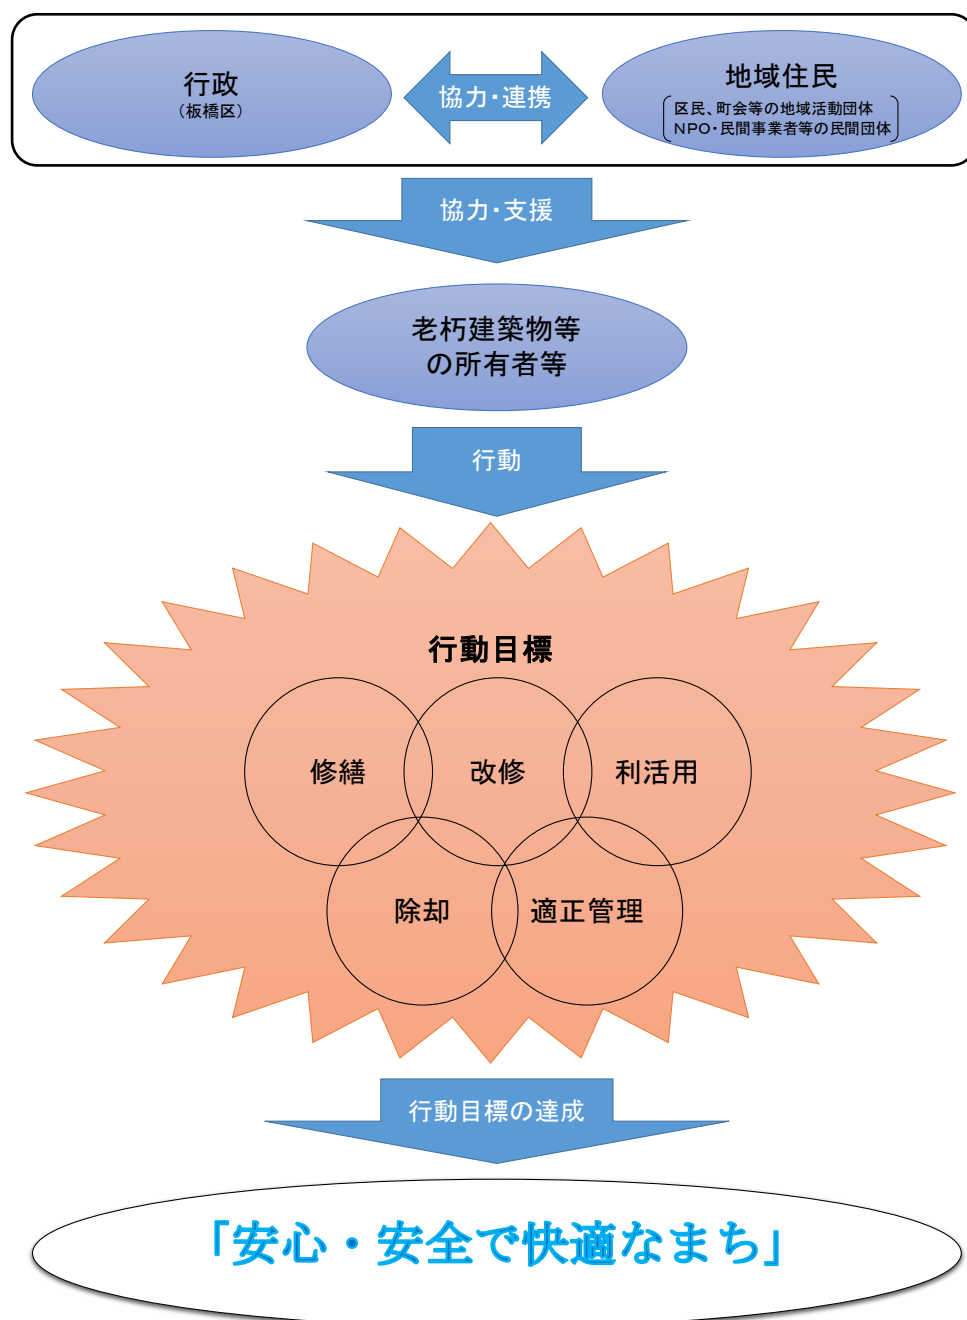 行政
（板橋区）
協力・連携
地域住民
区民、町会等の地域活動団体
NPO・民間事業者等の民間団体
協力・支援
老朽建築物等
の所有者等
行動
行動目標
修繕
改修
利活用
除却
適正管理
行動目標の達成
「安心・安全で快適なまち」